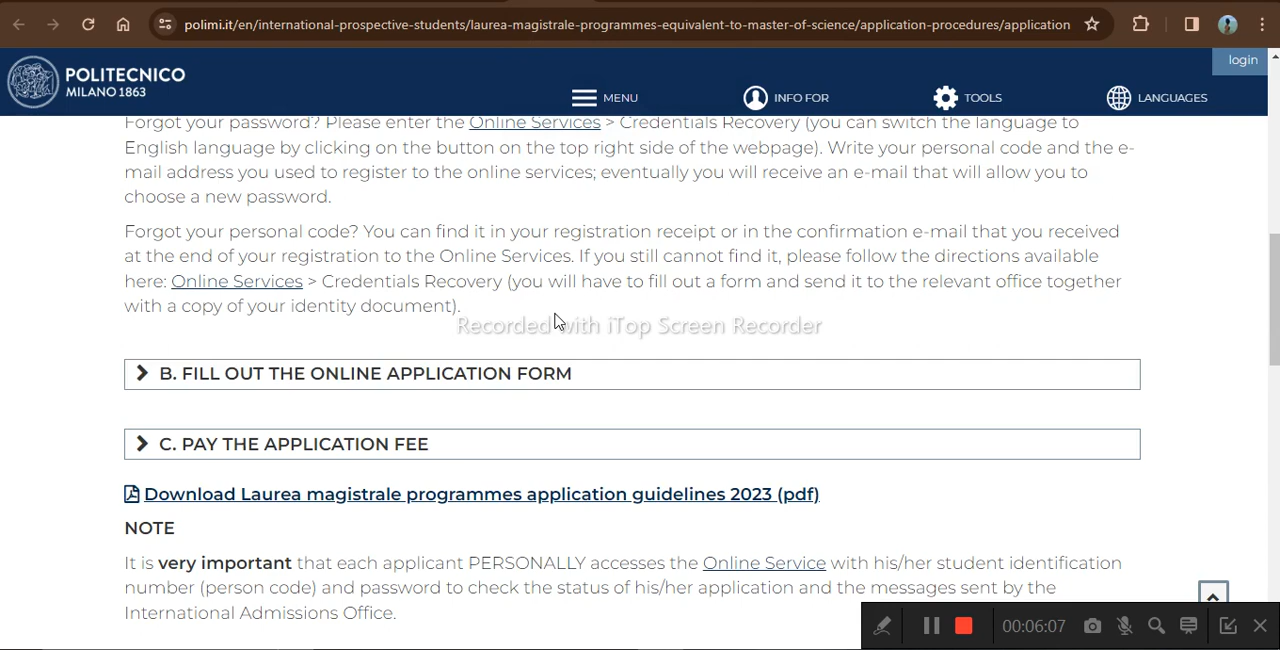 polimi.it/en/international-prospective-students/laurea-magistrale-programmes-equivalent-to-master-of-science/application-procedures/application
login
POLITECNICO
MILANO 1863
MENU
INFO FOR
TOOLS
LANGUAGES
Forgot your password? Please enter the Online Services > Credentials Recovery (you can switch the language to
English language by clicking on the button on the top right side of the webpage). Write your personal code and the e-
mail address you used to register to the online services; eventually you will receive an e-mail that will allow you to
choose a new password.
Forgot your personal code? You can find it in your registration receipt or in the confirmation e-mail that you received
at the end of your registration to the Online Services. If you still cannot find it, please follow the directions available
here: Online Services > Credentials Recovery (you will have to fill out a form and send it to the relevant office together
with a copy of your identity document).
Recorded with iTop Screen Recorder
B. FILL OUT THE ONLINE APPLICATION FORM
C. PAY THE APPLICATION FEE
Download Laurea magistrale programmes application guidelines 2023 (pdf)
NOTE
It is very important that each applicant PERSONALLY accesses the Online Service with his/her student identification
number (person code) and password to check the status of his/her application and the messages sent by the
International Admissions Office.
00:06:07